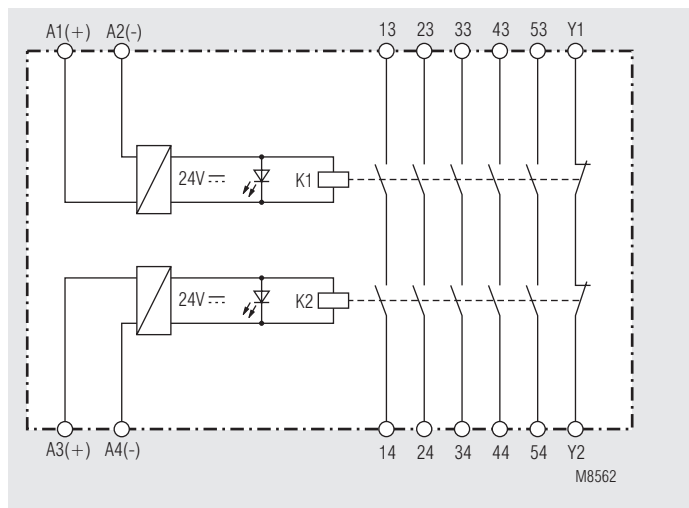 A1(+) A2(-) 13 23 33 43 53 Y1
24V K1
24V K2
A3(+) A4(-) 14 24 34 44 54 Y2
M8562